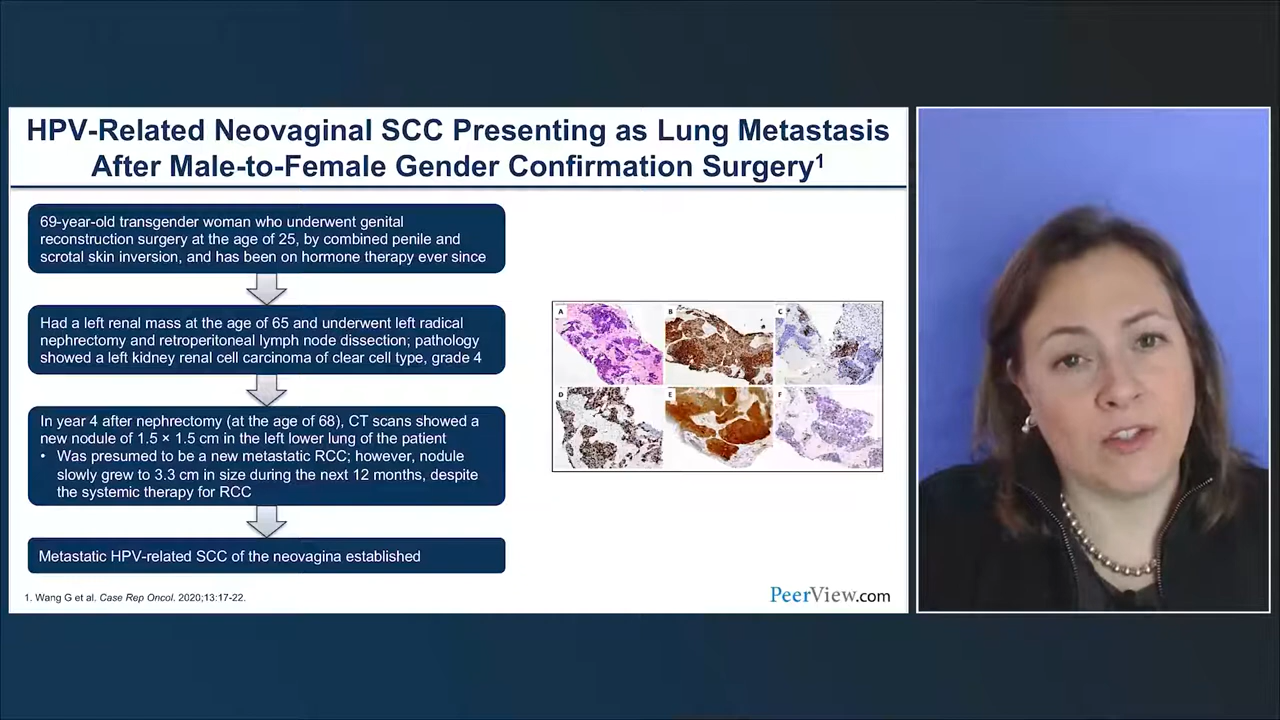 HPV-Related Neovaginal SCC Presenting as Lung Metastasis
After Male-to-Female Gender Confirmation Surgery1
69-year-old transgender woman who underwent genital
reconstruction surgery at the age of 25, by combined penile and
scrotal skin inversion, and has been on hormone therapy ever since
Had a left renal mass at the age of 65 and underwent left radical
nephrectomy and retroperitoneal lymph node dissection; pathology
showed a left kidney renal cell carcinoma of clear cell type, grade 4
In year 4 after nephrectomy (at the age of 68), CT scans showed a
new nodule of 1.5 × 1.5 cm in the left lower lung of the patient
• Was presumed to be a new metastatic RCC; however, nodule
slowly grew to 3.3 cm in size during the next 12 months, despite
the systemic therapy for RCC
Metastatic HPV-related SCC of the neovagina established
A B C
D E F
1. Wang G et al. Case Rep Oncol. 2020;13:17-22.
PeerView.com